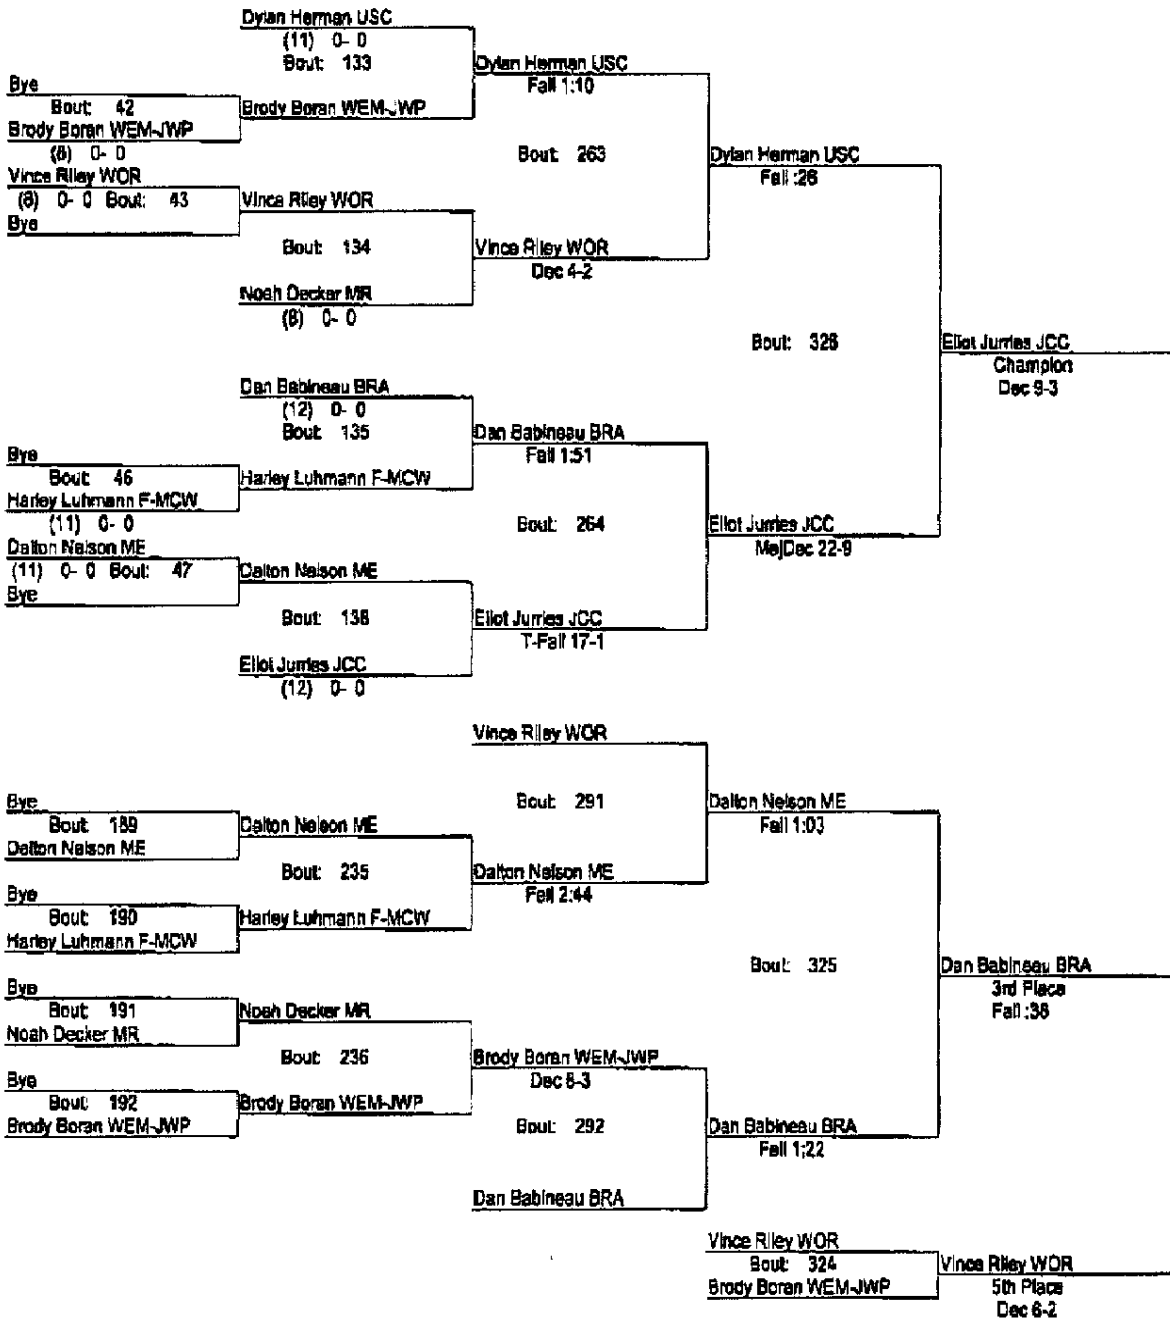 Dylan Herman USC
(11) 0- 0
Bout: 133
Dylan Herman USC
Fall 1:10
Bye
Bout: 42
Brody Boran WEM-JWP
Brody Boran WEM-JWP
(8) 0- 0
Bout: 263
Dylan Herman USC
Fall :26
Vince Riley WOR
(8) 0- 0 Bout: 43
Vince Riley WOR
Bye
Bout: 134
Vince Riley WOR
Dec 4-2
Noah Decker MR
(8) 0- 0
Bout: 326
Elliot Jurries JCC
Champion
Dec 9-3
Dan Babineau BRA
(12) 0- 0
Bout: 135
Dan Babineau BRA
Fall 1:51
Bye
Bout: 46
Harley Luhmann F-MCW
Harley Luhmann F-MCW
(11) 0- 0
Bout: 264
Elliot Jurries JCC
MajDec 22-9
Dalton Nelson ME
(11) 0- 0 Bout: 47
Dalton Nelson ME
Bye
Bout: 136
Elliot Jurries JCC
T-Fall 17-1
Elliot Jurries JCC
(12) 0- 0
Vince Riley WOR
Bout: 291
Dalton Nelson ME
Fall 1:03
Bye
Bout: 189
Dalton Nelson ME
Dalton Nelson ME
Bout: 235
Dalton Nelson ME
Fall 2:44
Bye
Bout: 190
Harley Luhmann F-MCW
Harley Luhmann F-MCW
Bout: 325
Dan Babineau BRA
3rd Place
Fall :38
Bye
Bout: 191
Noah Decker MR
Noah Decker MR
Bout: 236
Brody Boran WEM-JWP
Dec 8-3
Bye
Bout: 192
Brody Boran WEM-JWP
Brody Boran WEM-JWP
Bout: 292
Dan Babineau BRA
Fall 1:22
Dan Babineau BRA
Vince Riley WOR
Bout: 324
Vince Riley WOR
Brody Boran WEM-JWP
5th Place
Dec 6-2